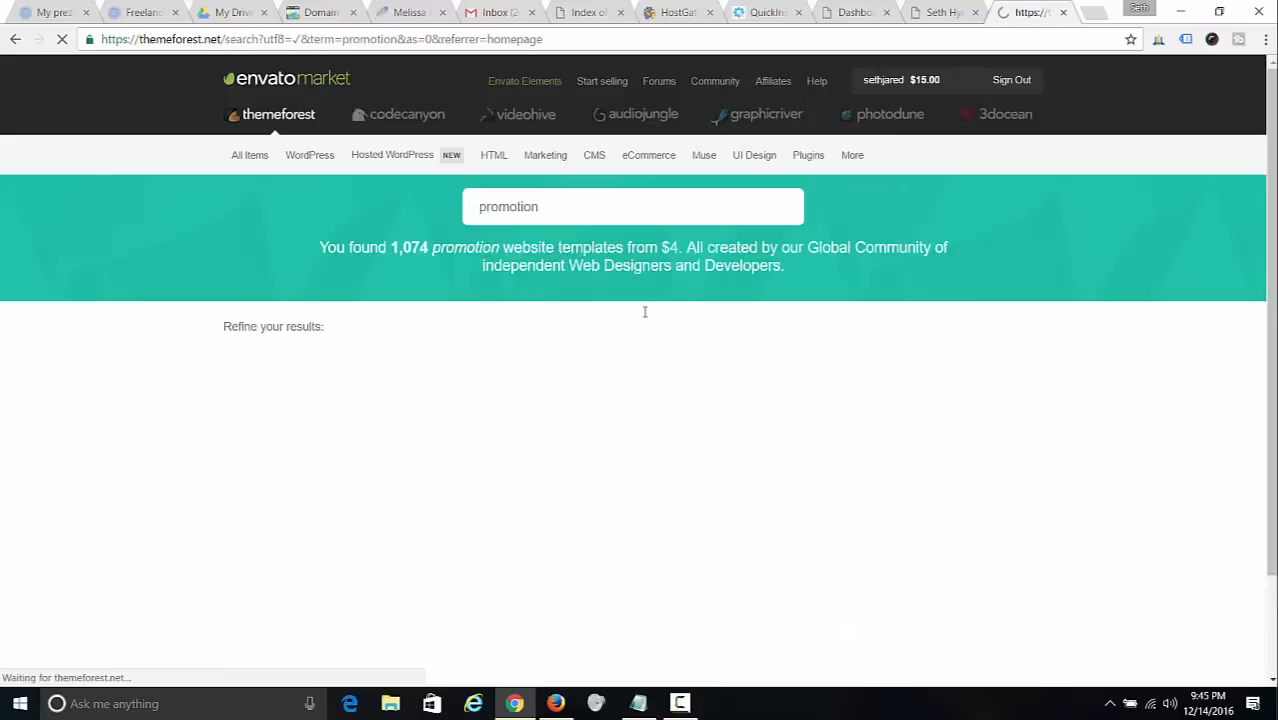 My prezi
Freelanc
My Drive
Domain
Melissa
Inbox (2
Index of
HostGat
QuickIns
Dashbo
Seth Hy
https://t
Seth
https://themeforest.net/search?utf8=✓&term=promotion&as=0&referrer=homepage
envatomarket
Envato Elements
Start selling
Forums
Community
Affiliates
Help
sethjared $15.00
Sign Out
themeforest
codecanyon
videohive
audiojungle
graphicriver
photodune
3docean
All Items
WordPress
Hosted WordPress NEW
HTML
Marketing
CMS
eCommerce
Muse
UI Design
Plugins
More
promotion
You found 1,074 promotion website templates from $4. All created by our Global Community of
independent Web Designers and Developers.
Refine your results:
Waiting for themeforest.net...
Ask me anything
9:45 PM
12/14/2016